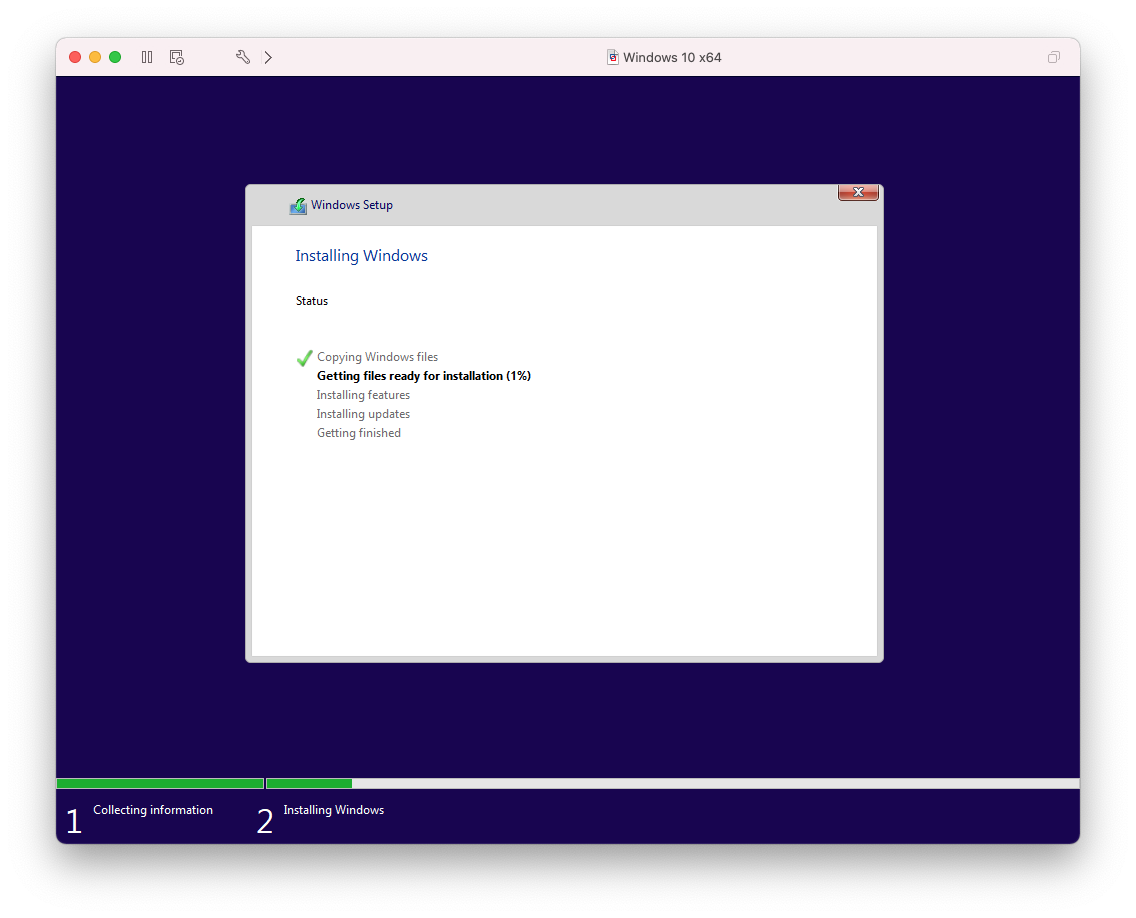 Windows 10 x64
Windows Setup
Installing Windows
Status
Copying Windows files
Getting files ready for installation (1%)
Installing features
Installing updates
Getting finished
1 Collecting information 2 Installing Windows